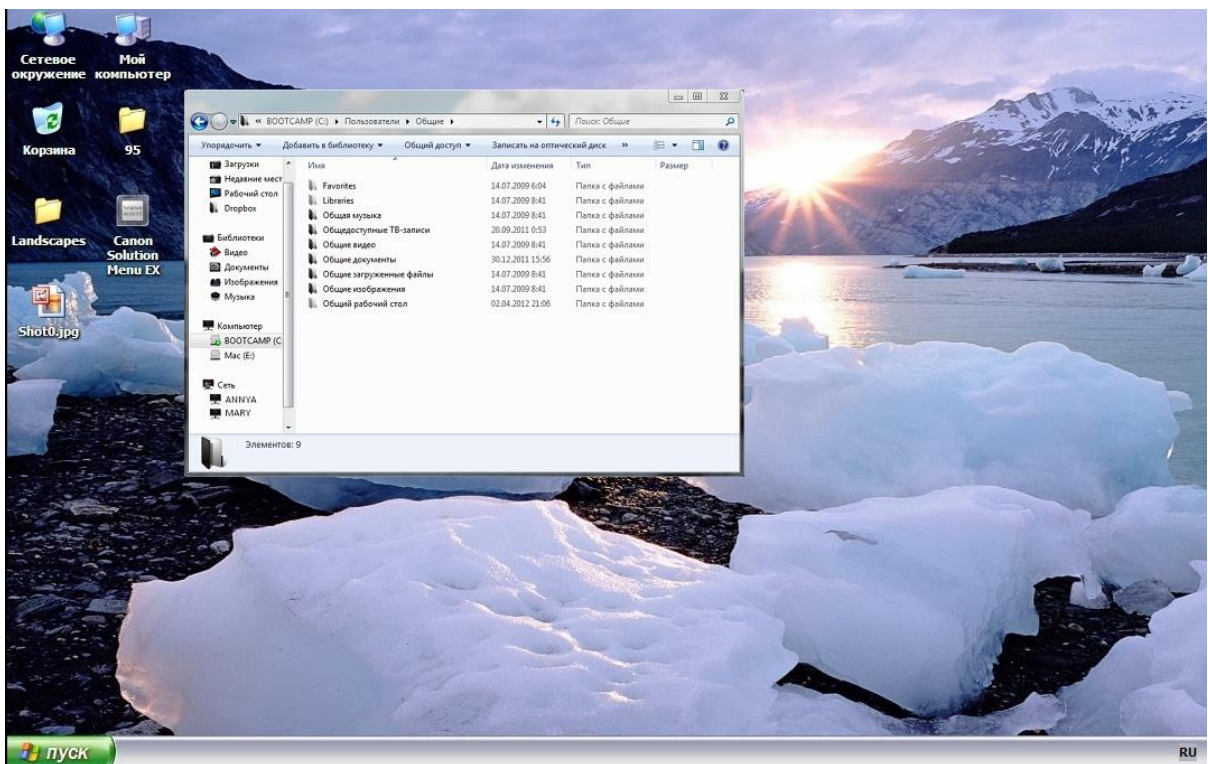 Сетевое окружение
Мой компьютер
Корзина
95
Landscapes
Canon Solution Menu EX
Shot0.jpg
« BOOTCAMP (C:) Пользователи Общие
Поиск: Общие
Упорядочить Добавить в библиотеку Общий доступ Записать на оптический диск »
Загрузки
Недавние мест
Рабочий стол
Dropbox
Библиотеки
Видео
Документы
Изображения
Музыка
Компьютер
BOOTCAMP (C
Mac (E:)
Сеть
ANNYA
MARY
Имя Дата изменения Тип Размер
Favorites 14.07.2009 6:04 Папка с файлами
Libraries 14.07.2009 8:41 Папка с файлами
Общая музыка 14.07.2009 8:41 Папка с файлами
Общедоступные ТВ-записи 20.09.2011 0:53 Папка с файлами
Общие видео 14.07.2009 8:41 Папка с файлами
Общие документы 30.12.2011 15:56 Папка с файлами
Общие загруженные файлы 14.07.2009 8:41 Папка с файлами
Общие изображения 14.07.2009 8:41 Папка с файлами
Общий рабочий стол 02.04.2012 21:06 Папка с файлами
Элементов: 9
пуск
RU